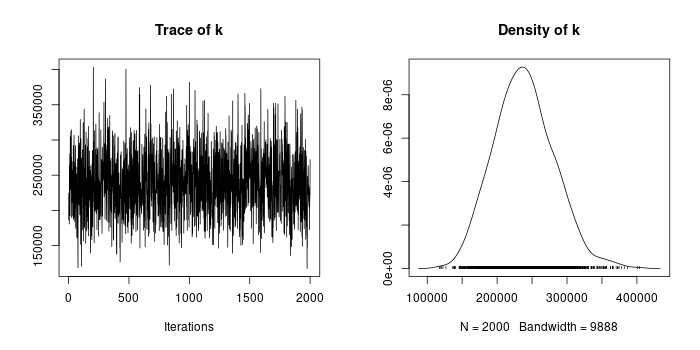 Trace of k
350000
250000
150000
0
500
1000
1500
2000
Iterations
Density of k
8e-06
6e-06
4e-06
0e+00
100000
200000
300000
400000
N = 2000 Bandwidth = 9888